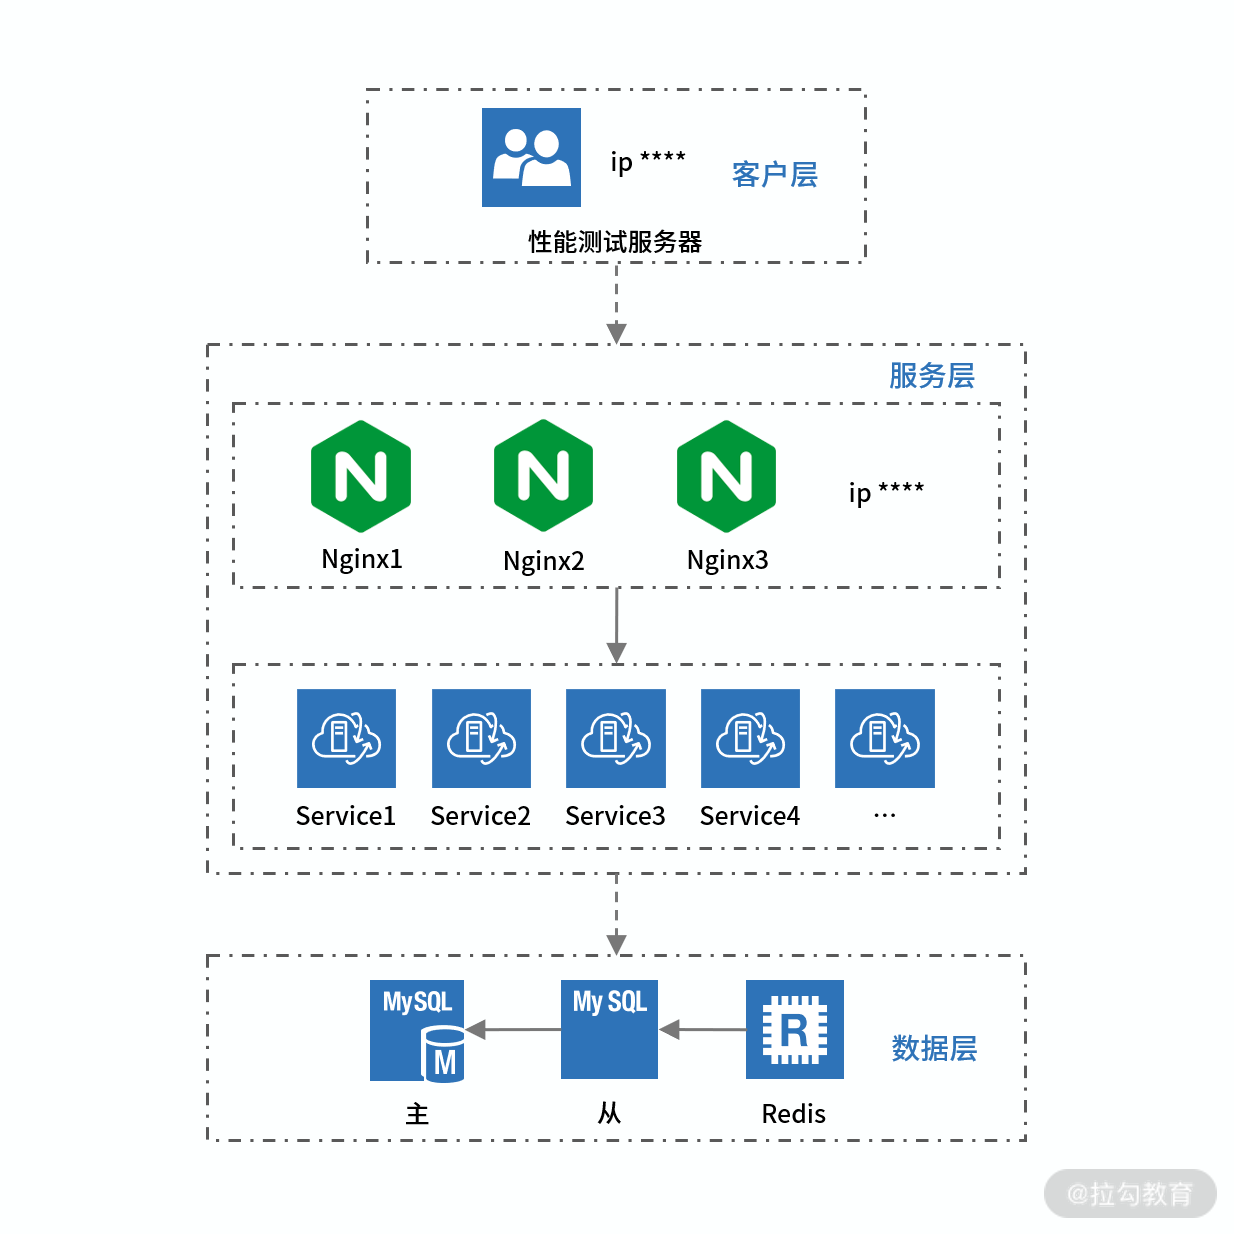 ip ****
客户层
性能测试服务器
服务层
ip ****
Nginx1
Nginx2
Nginx3
Service1
Service2
Service3
Service4
...
MySQL
M
My SQL
R
数据层
主
从
Redis
@拉勾教育